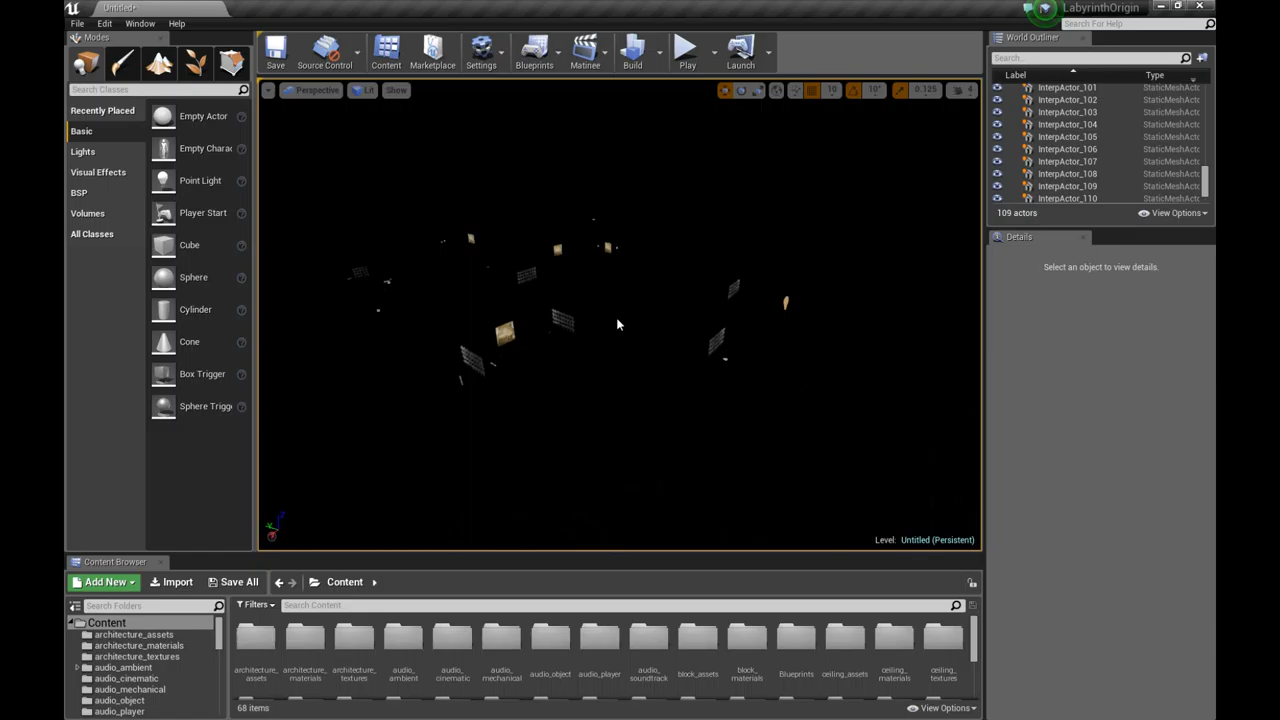 Untitled*
LabyrinthOrigin
File Edit Window Help
Search For Help
Modes
Save Source Control Content Marketplace Settings Blueprints Matinee Build Play Launch
World Outliner
Search...
Label Type
Search Classes
Perspective Lit Show 10 10° 0.125 4
InterpActor_101 StaticMeshActo
InterpActor_102 StaticMeshActo
InterpActor_103 StaticMeshActo
InterpActor_104 StaticMeshActo
InterpActor_105 StaticMeshActo
InterpActor_106 StaticMeshActo
InterpActor_107 StaticMeshActo
InterpActor_108 StaticMeshActo
InterpActor_109 StaticMeshActo
InterpActor_110 StaticMeshActo
109 actors View Options
Details
Select an object to view details.
Recently Placed
Basic
Lights
Visual Effects
BSP
Volumes
All Classes
Empty Actor
Empty Charac
Point Light
Player Start
Cube
Sphere
Cylinder
Cone
Box Trigger
Sphere Trigg
Level: Untitled (Persistent)
Content Browser
Add New Import Save All Content
Search Folders
Filters Search Content
Content
architecture_assets
architecture_materials
architecture_textures
audio_ambient
audio_cinematic
audio_mechanical
audio_object
audio_player
architecture_assets architecture_materials architecture_textures audio_ambient audio_cinematic audio_mechanical audio_object audio_player audio_soundtrack block_assets block_materials Blueprints ceiling_assets ceiling_materials ceiling_textures
68 items View Options